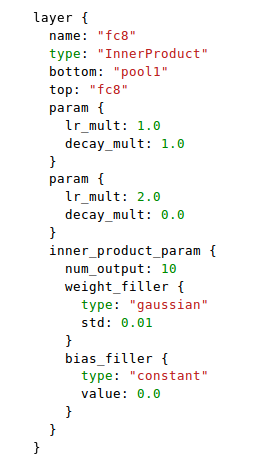 layer {
  name: "fc8"
  type: "InnerProduct"
  bottom: "pool1"
  top: "fc8"
  param {
    lr_mult: 1.0
    decay_mult: 1.0
  }
  param {
    lr_mult: 2.0
    decay_mult: 0.0
  }
  inner_product_param {
    num_output: 10
    weight_filler {
      type: "gaussian"
      std: 0.01
    }
    bias_filler {
      type: "constant"
      value: 0.0
    }
  }
}